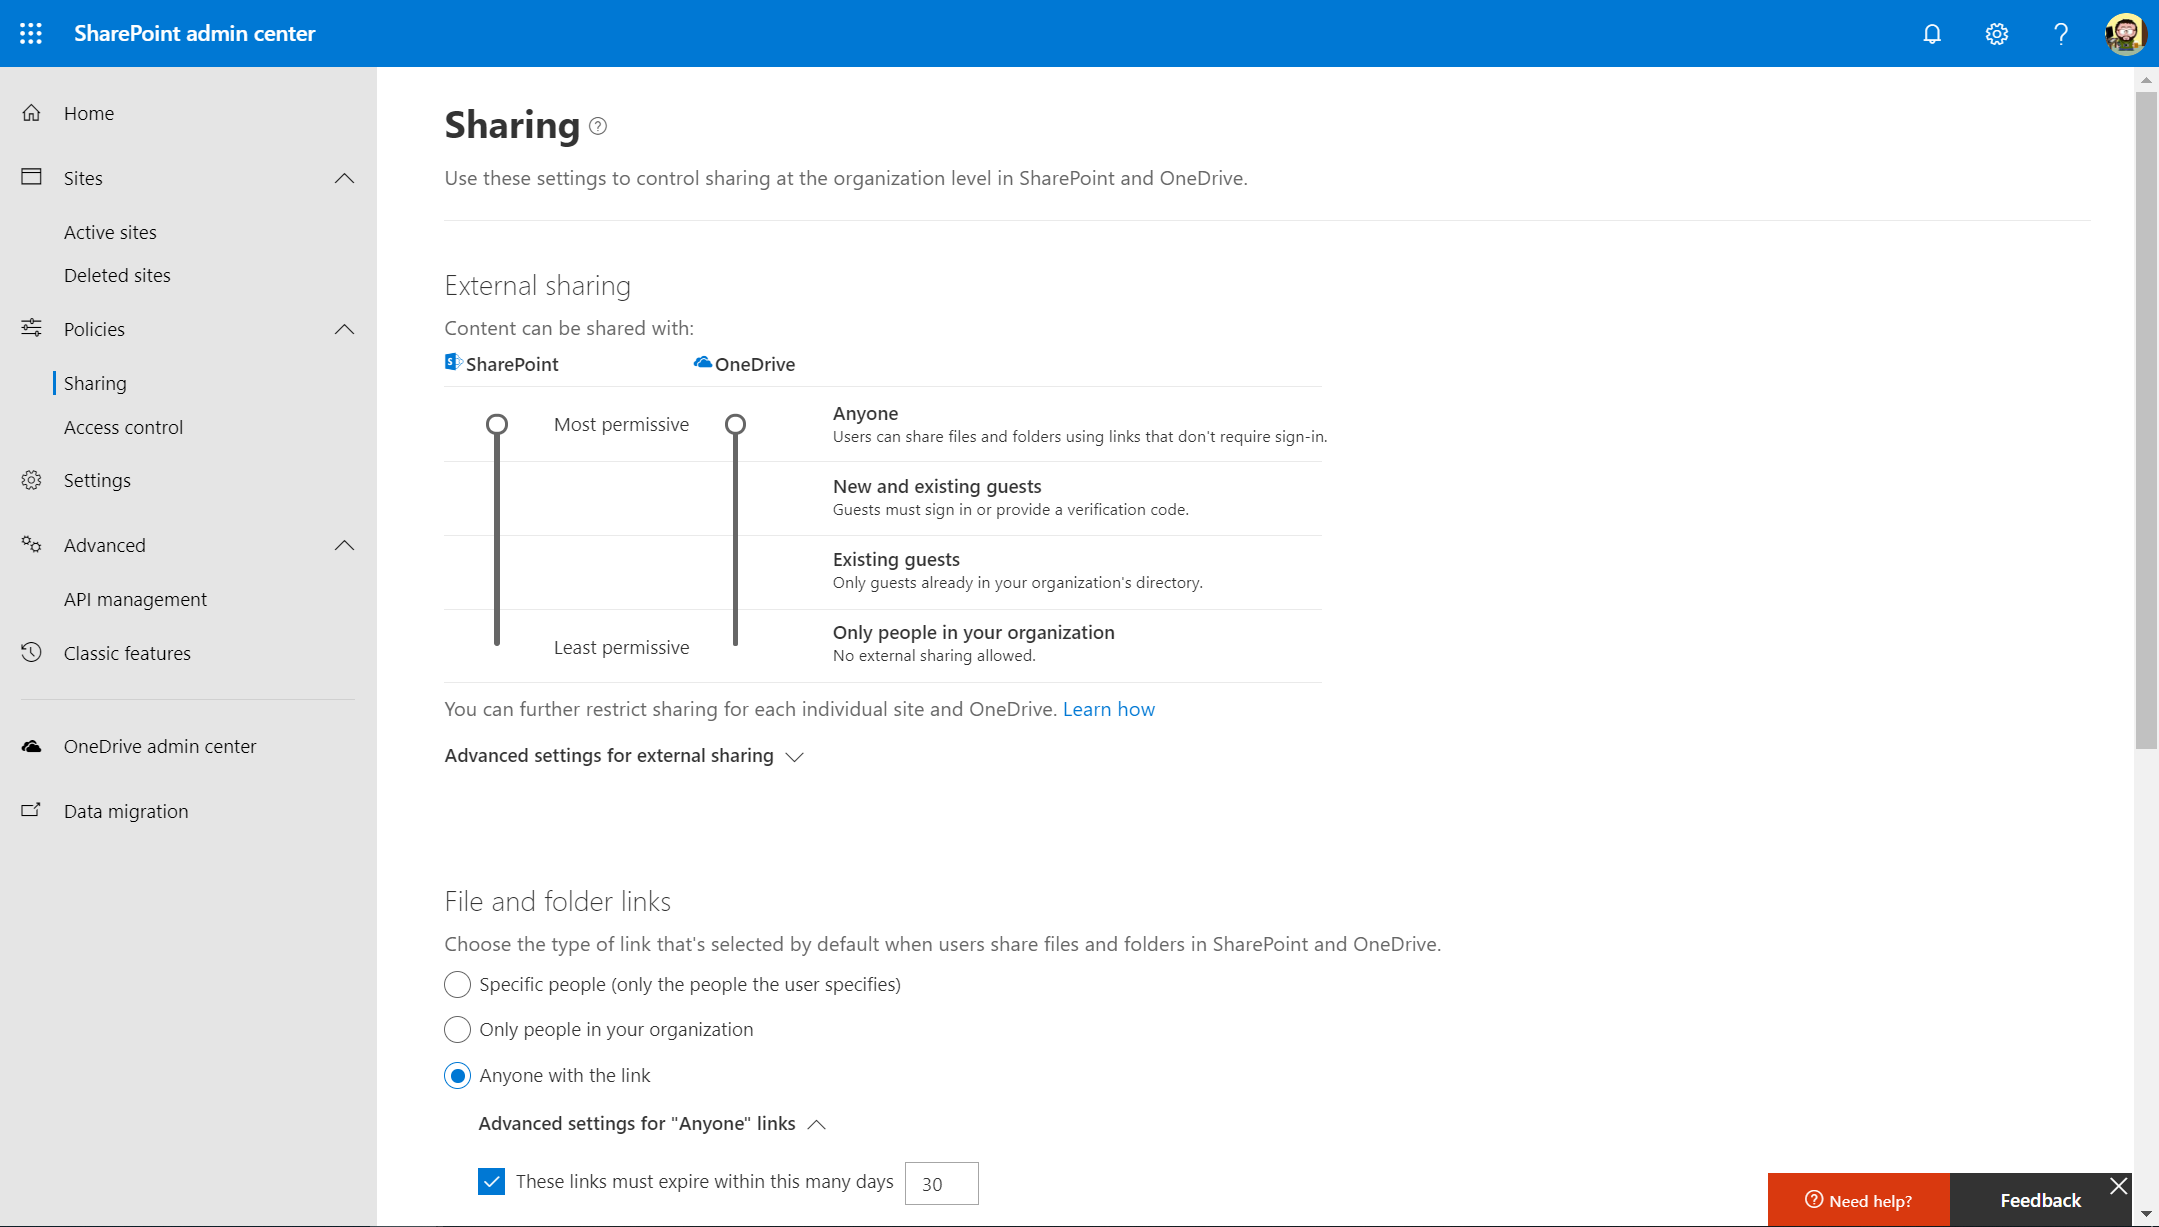 SharePoint admin center
Home
Sites
Active sites
Deleted sites
Policies
Sharing
Access control
Settings
Advanced
API management
Classic features
OneDrive admin center
Data migration
Sharing
Use these settings to control sharing at the organization level in SharePoint and OneDrive.
External sharing
Content can be shared with:
SharePoint OneDrive
Most permissive
Anyone
Users can share files and folders using links that don't require sign-in.
New and existing guests
Guests must sign in or provide a verification code.
Existing guests
Only guests already in your organization's directory.
Least permissive
Only people in your organization
No external sharing allowed.
You can further restrict sharing for each individual site and OneDrive. Learn how
Advanced settings for external sharing
File and folder links
Choose the type of link that's selected by default when users share files and folders in SharePoint and OneDrive.
Specific people (only the people the user specifies)
Only people in your organization
Anyone with the link
Advanced settings for "Anyone" links
These links must expire within this many days 30
Need help?
Feedback